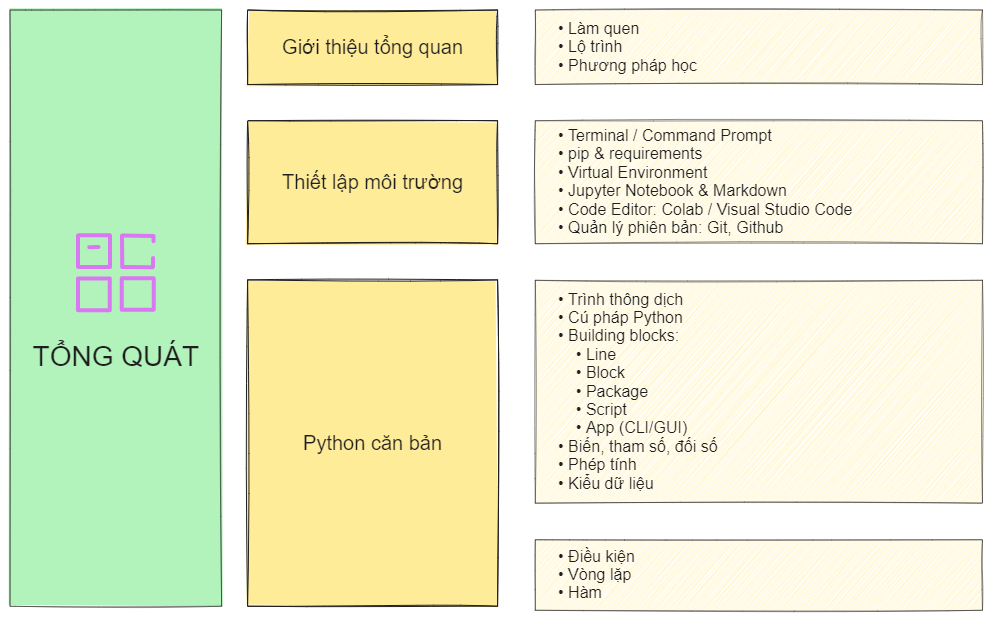 TỔNG QUÁT
Giới thiệu tổng quan
• Làm quen
• Lộ trình
• Phương pháp học
Thiết lập môi trường
• Terminal / Command Prompt
• pip & requirements
• Virtual Environment
• Jupyter Notebook & Markdown
• Code Editor: Colab / Visual Studio Code
• Quản lý phiên bản: Git, Github
Python căn bản
• Trình thông dịch
• Cú pháp Python
• Building blocks:
• Line
• Block
• Package
• Script
• App (CLI/GUI)
• Biến, tham số, đối số
• Phép tính
• Kiểu dữ liệu
• Điều kiện
• Vòng lặp
• Hàm